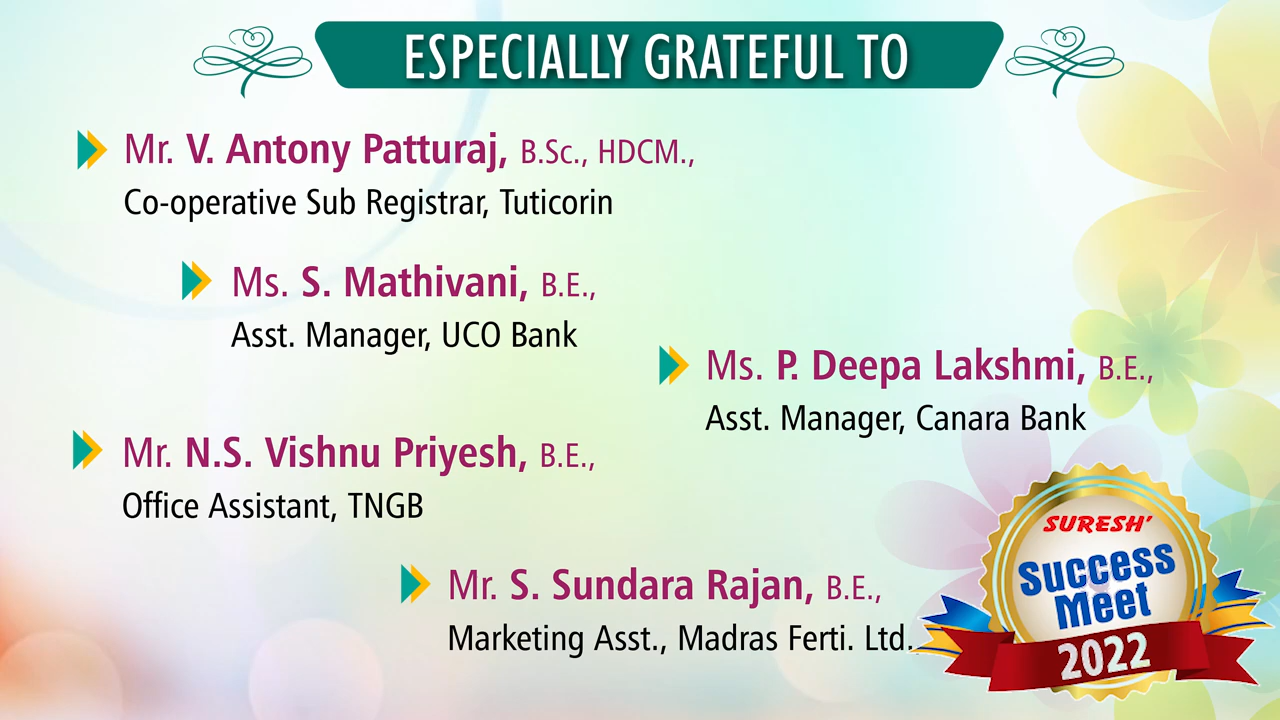 ESPECIALLY GRATEFUL TO
Mr. V. Antony Patturaj, B.Sc., HDCM.,
Co-operative Sub Registrar, Tuticorin
Ms. S. Mathivani, B.E.,
Asst. Manager, UCO Bank
Ms. P. Deepa Lakshmi, B.E.,
Asst. Manager, Canara Bank
Mr. N.S. Vishnu Priyesh, B.E.,
Office Assistant, TNGB
Mr. S. Sundara Rajan, B.E.,
Marketing Asst., Madras Ferti. Ltd.
SURESH'
Success
Meet
2022